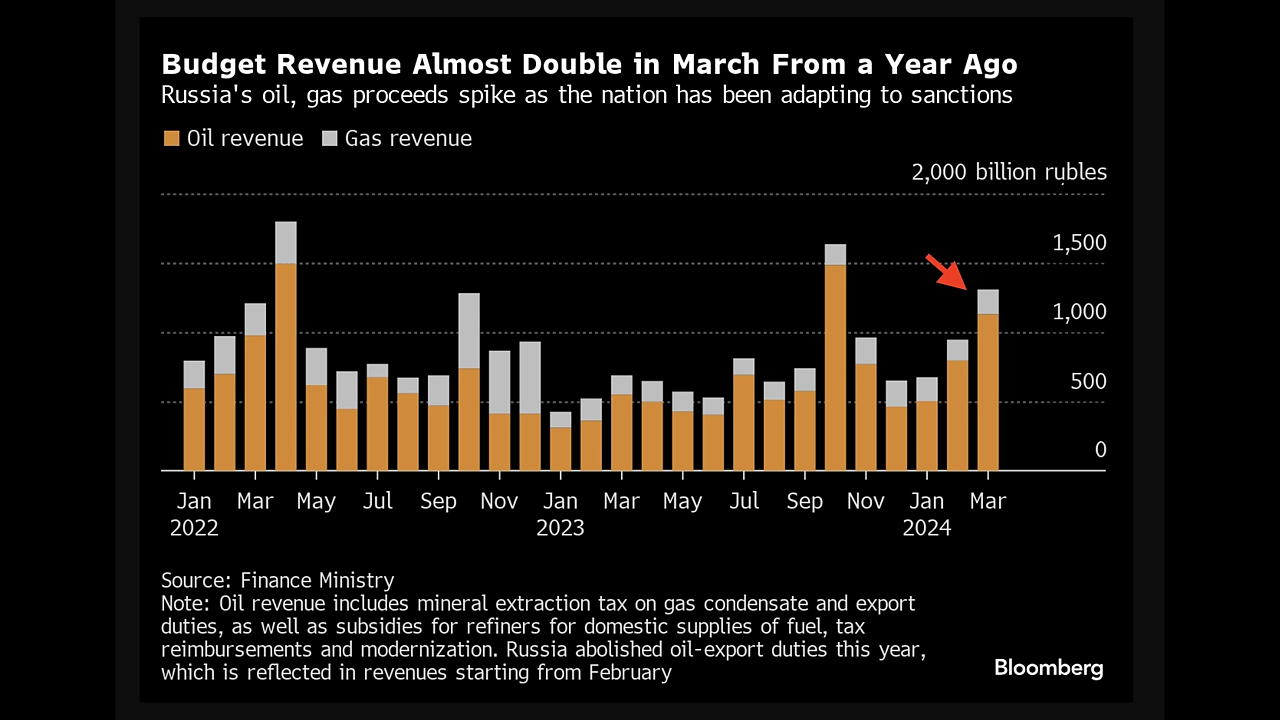 Budget Revenue Almost Double in March From a Year Ago
Russia's oil, gas proceeds spike as the nation has been adapting to sanctions
Oil revenue Gas revenue
2,000 billion rubles
1,500
1,000
500
0
Jan Mar May Jul Sep Nov Jan Mar May Jul Sep Nov Jan Mar
2022 2023 2024
Source: Finance Ministry
Note: Oil revenue includes mineral extraction tax on gas condensate and export
duties, as well as subsidies for refiners for domestic supplies of fuel, tax
reimbursements and modernization. Russia abolished oil-export duties this year,
which is reflected in revenues starting from February
Bloomberg